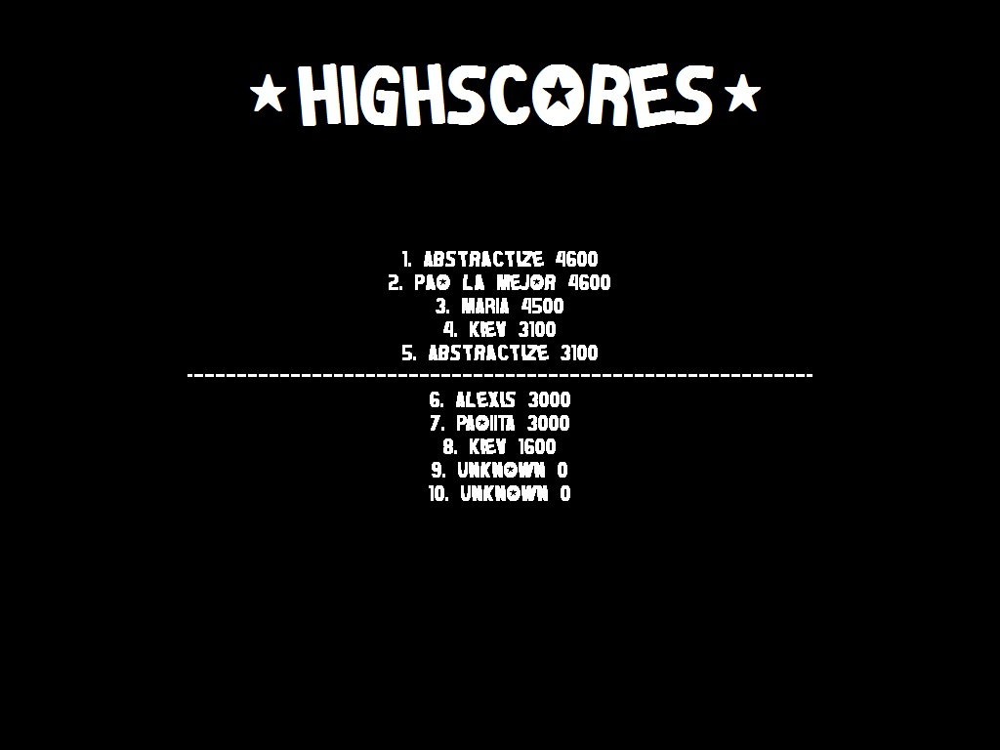 ★HIGHSCORES★
1. ABSTRACTIZE 4600
2. PAO LA MEJOR 4600
3. MARIA 4500
4. KIEV 3100
5. ABSTRACTIZE 3100
6. ALEXIS 3000
7. PAOIITA 3000
8. KIEV 1600
9. UNKNOWN 0
10. UNKNOWN 0